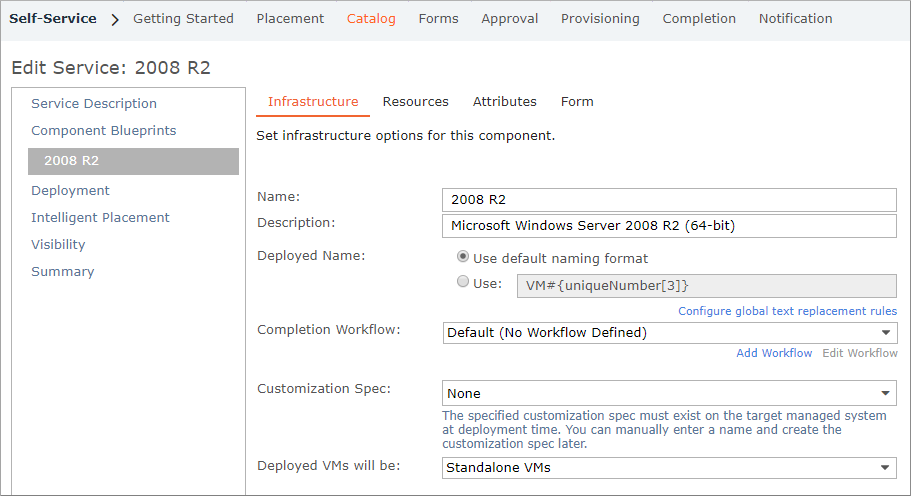 Self-Service > Getting Started Placement Catalog Forms Approval Provisioning Completion Notification
Edit Service: 2008 R2
Service Description
Component Blueprints
2008 R2
Deployment
Intelligent Placement
Visibility
Summary
Infrastructure Resources Attributes Form
Set infrastructure options for this component.
Name: 2008 R2
Description: Microsoft Windows Server 2008 R2 (64-bit)
Deployed Name: Use default naming format
Use: VM#{uniqueNumber[3]}
Configure global text replacement rules
Completion Workflow: Default (No Workflow Defined)
Add Workflow Edit Workflow
Customization Spec: None
The specified customization spec must exist on the target managed system
at deployment time. You can manually enter a name and create the
customization spec later.
Deployed VMs will be: Standalone VMs